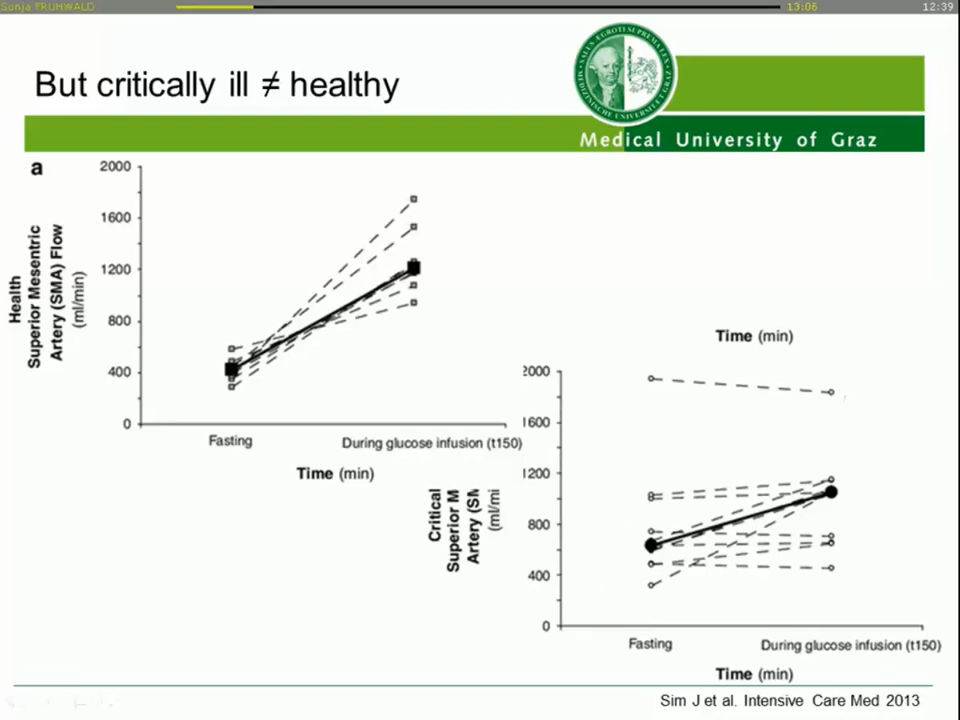 Sonja FRUHWALD
13:06
12:39
But critically ill ≠ healthy
Medical University of Graz
a
Health
Superior Mesentric
Artery (SMA) Flow
(ml/min)
2000
1600
1200
800
400
0
Fasting
During glucose infusion (t150)
Time (min)
Time (min)
Critical
Superior M
Artery (SM
(ml/mi
2000
1600
1200
800
400
0
Fasting
During glucose infusion (t150)
Time (min)
Sim J et al. Intensive Care Med 2013